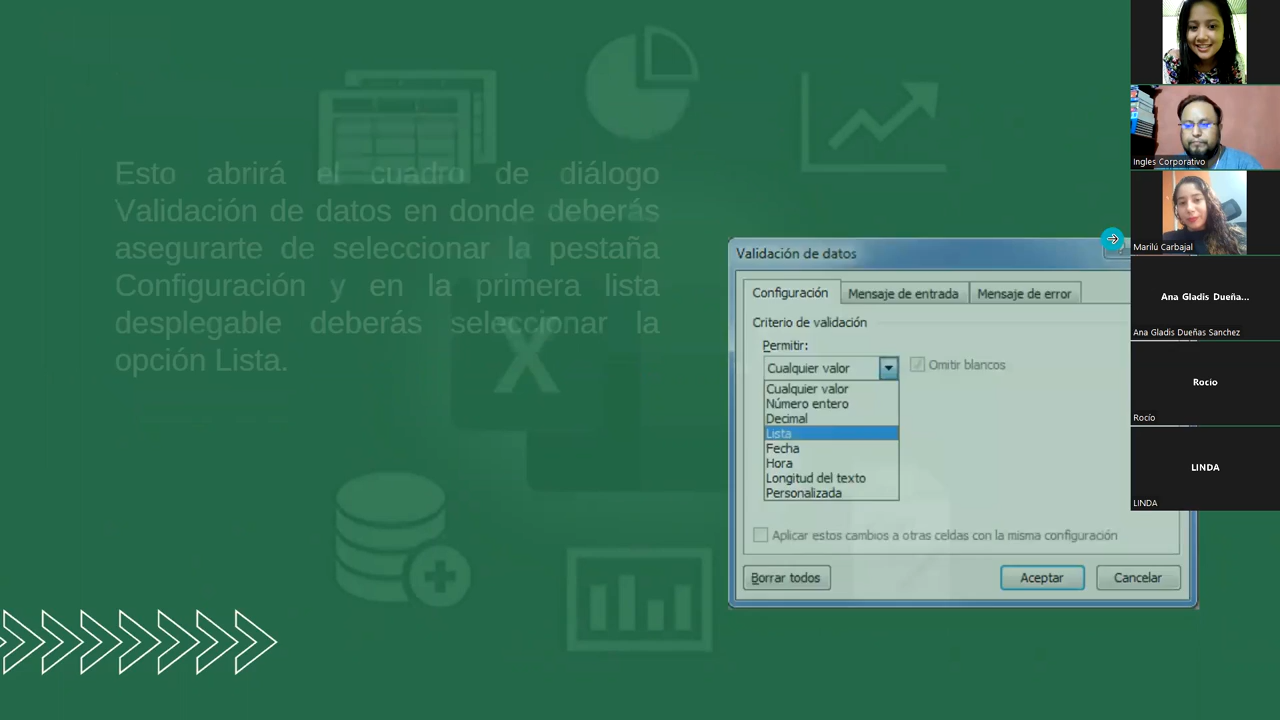 Esto abrirá el cuadro de diálogo
Validación de datos en donde deberás
asegurarte de seleccionar la pestaña
Configuración y en la primera lista
desplegable deberás seleccionar la
opción Lista.
X
Validación de datos
Configuración
Mensaje de entrada
Mensaje de error
Criterio de validación
Permitir:
Cualquier valor
Omitir blancos
Cualquier valor
Número entero
Decimal
Lista
Fecha
Hora
Longitud del texto
Personalizada
Aplicar estos cambios a otras celdas con la misma configuración
Borrar todos
Aceptar
Cancelar
Ingles Corporativo
Marilú Carbajal
Ana Gladis Dueña...
Ana Gladis Dueñas Sanchez
Rocio
Rocío
LINDA
LINDA